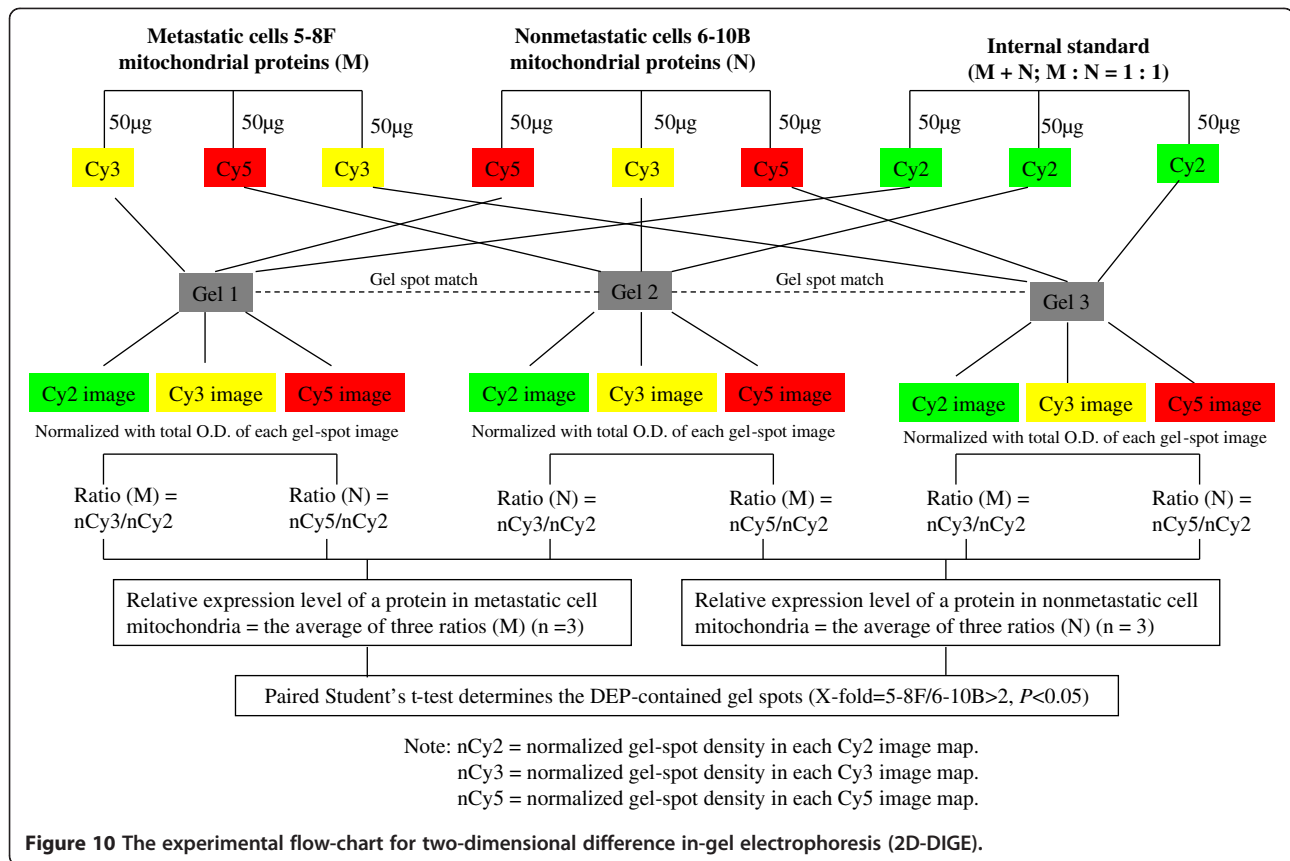 Metastatic cells 5-8F
mitochondrial proteins (M)
Nonmetastatic cells 6-10B
mitochondrial proteins (N)
Internal standard
(M + N; M : N = 1 : 1)
50µg
50µg
50µg
50µg
50µg
50µg
50µg
50µg
50µg
Cy3
Cy5
Cy3
Cy5
Cy3
Cy5
Cy2
Cy2
Cy2
Gel 1
Gel spot match
Gel 2
Gel spot match
Gel 3
Cy2 image
Cy3 image
Cy5 image
Cy2 image
Cy3 image
Cy5 image
Cy2 image
Cy3 image
Cy5 image
Normalized with total O.D. of each gel-spot image
Normalized with total O.D. of each gel-spot image
Normalized with total O.D. of each gel-spot image
Ratio (M) =
nCy3/nCy2
Ratio (N) =
nCy5/nCy2
Ratio (N) =
nCy3/nCy2
Ratio (M) =
nCy5/nCy2
Ratio (M) =
nCy3/nCy2
Ratio (N) =
nCy5/nCy2
Relative expression level of a protein in metastatic cell
mitochondria = the average of three ratios (M) (n =3)
Relative expression level of a protein in nonmetastatic cell
mitochondria = the average of three ratios (N) (n = 3)
Paired Student's t-test determines the DEP-contained gel spots (X-fold=5-8F/6-10B>2, P<0.05)
Note: nCy2 = normalized gel-spot density in each Cy2 image map.
nCy3 = normalized gel-spot density in each Cy3 image map.
nCy5 = normalized gel-spot density in each Cy5 image map.
Figure 10 The experimental flow-chart for two-dimensional difference in-gel electrophoresis (2D-DIGE).